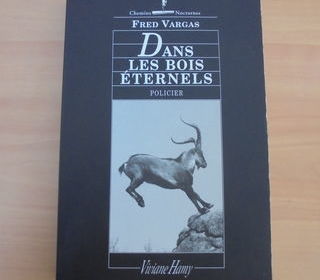 Chemins Nocturnes
FRED VARGAS
DANS
LES BOIS
ÉTERNELS
POLICIER
Viviane Hamy